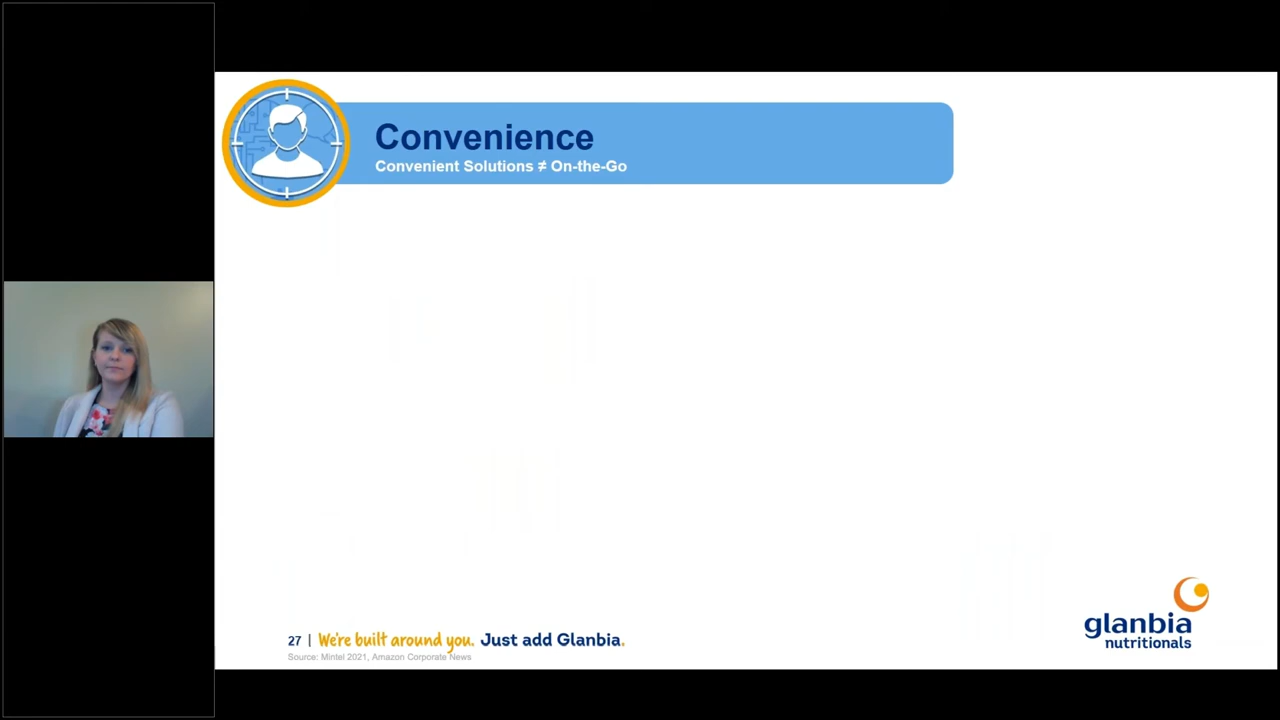 Convenience
Convenient Solutions ≠ On-the-Go
27 | We're built around you. Just add Glanbia.
Source: Mintel 2021, Amazon Corporate News
glanbia
nutritionals